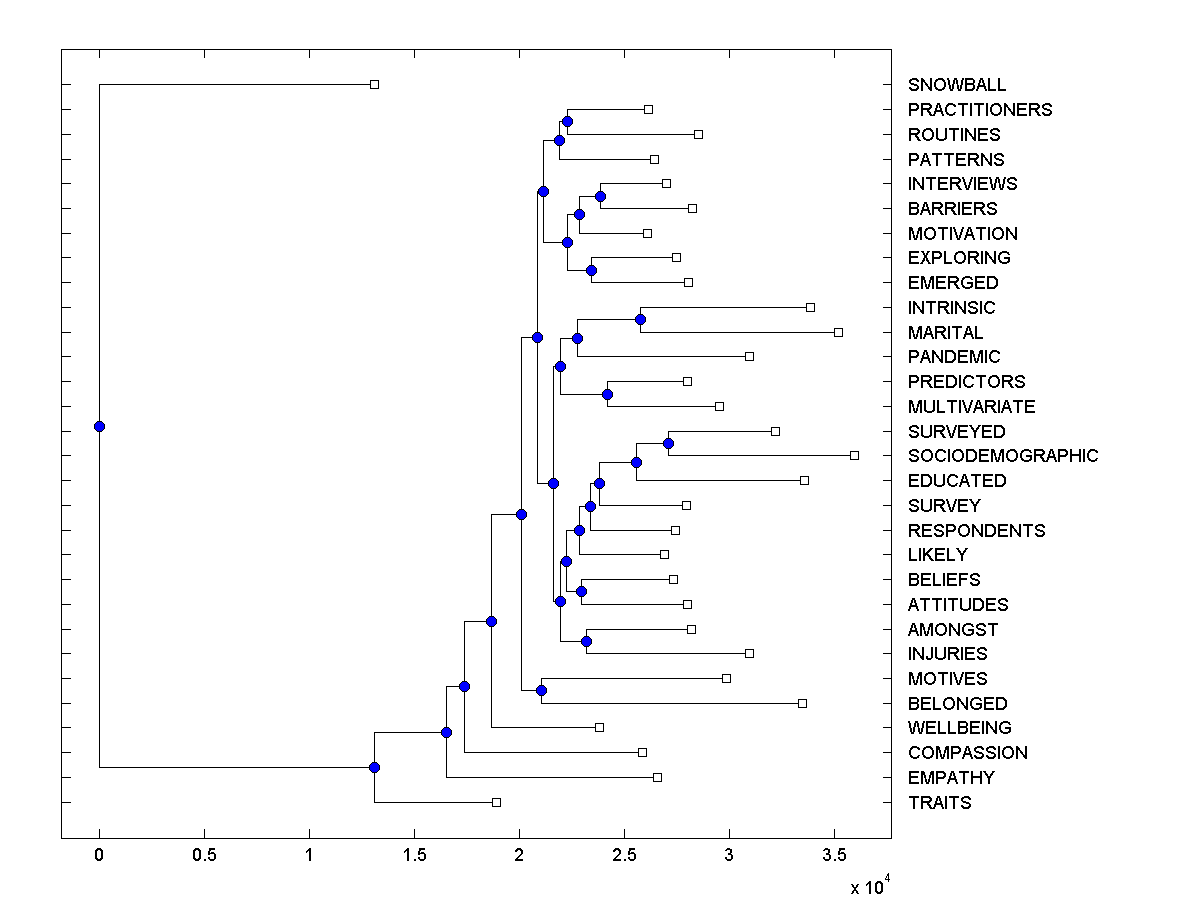 SNOWBALL
PRACTITIONERS
ROUTINES
PATTERNS
INTERVIEWS
BARRIERS
MOTIVATION
EXPLORING
EMERGED
INTRINSIC
MARITAL
PANDEMIC
PREDICTORS
MULTIVARIATE
SURVEYED
SOCIODEMOGRAPHIC
EDUCATED
SURVEY
RESPONDENTS
LIKELY
BELIEFS
ATTITUDES
AMONGST
INJURIES
MOTIVES
BELONGED
WELLBEING
COMPASSION
EMPATHY
TRAITS
0 0.5 1 1.5 2 2.5 3 3.5
x 10^4